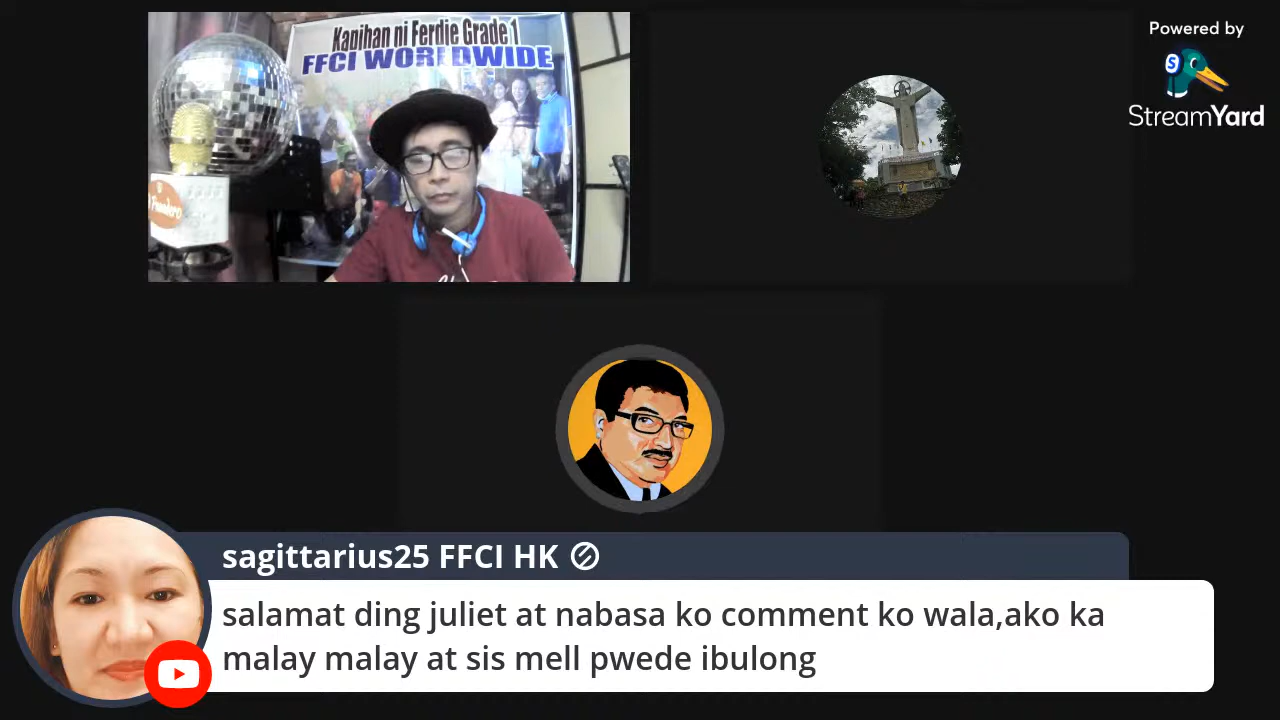 Kapihan ni Ferdie Grade 1
FFCI WORLDWIDE
Powered by
StreamYard
sagittarius25 FFCI HK
salamat ding juliet at nabasa ko comment ko wala,ako ka
malay malay at sis mell pwede ibulong